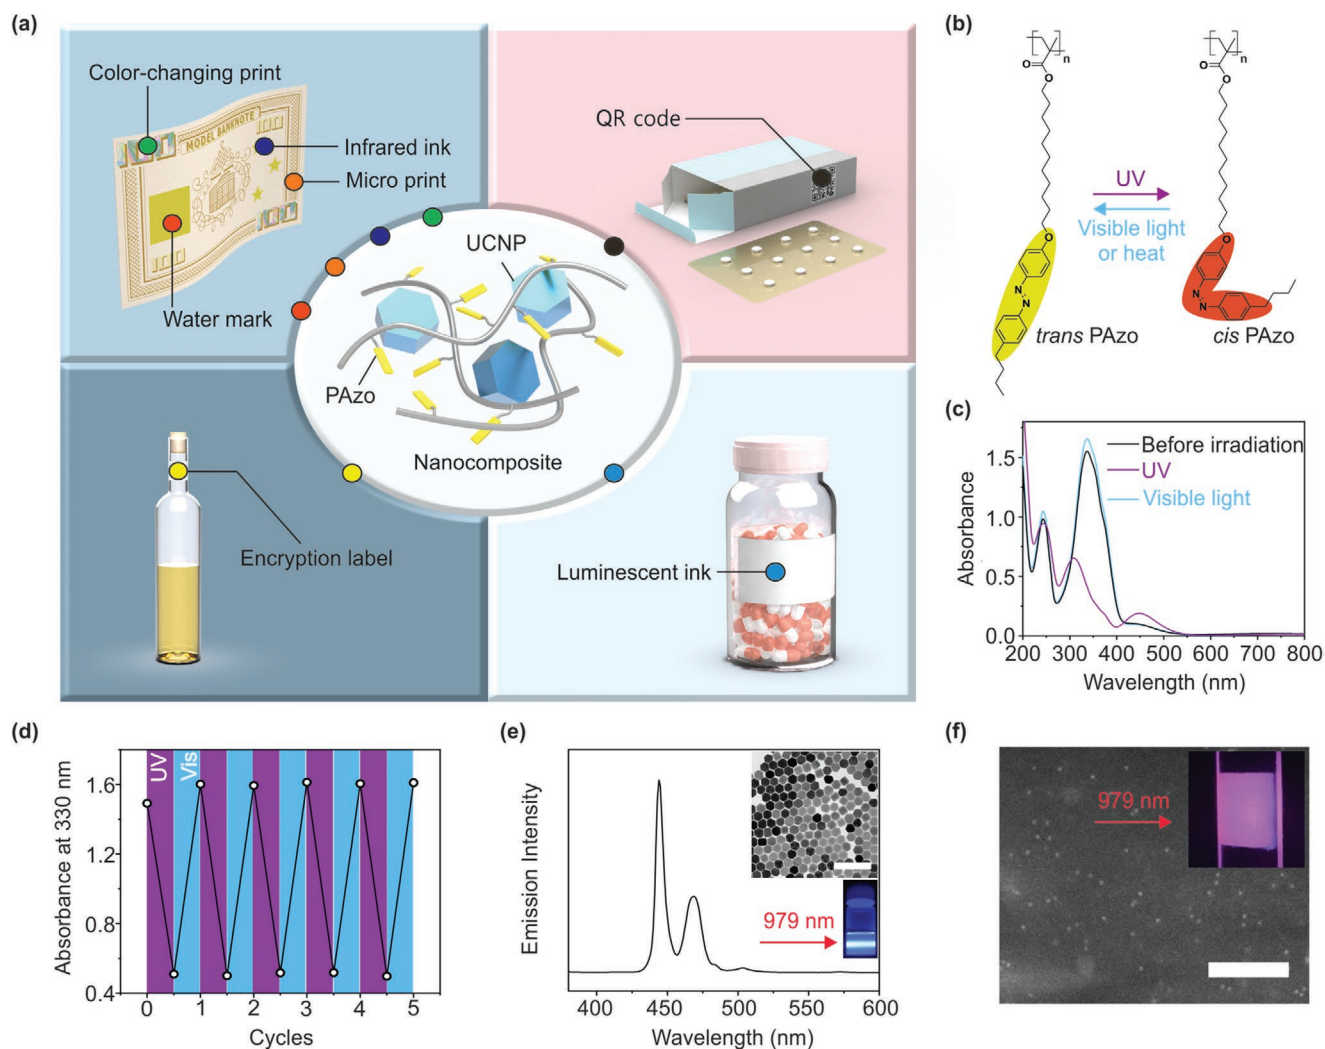 (a)
Color-changing print
MODEL BANKNOTE
Infrared ink
Micro print
Water mark
QR code
UCNP
PAzo
Nanocomposite
Encryption label
Luminescent ink
(b)
n
O
O
O
N
N
trans PAzo
UV
Visible light
or heat
n
O
O
O
N
N
cis PAzo
(c)
Absorbance
1.5
1.0
0.5
0.0
Before irradiation
UV
Visible light
200 300 400 500 600 700 800
Wavelength (nm)
(d)
Absorbance at 330 nm
1.6
1.2
0.8
0.4
UV
Vis
0 1 2 3 4 5
Cycles
(e)
Emission Intensity
979 nm
400 450 500 550 600
Wavelength (nm)
(f)
979 nm